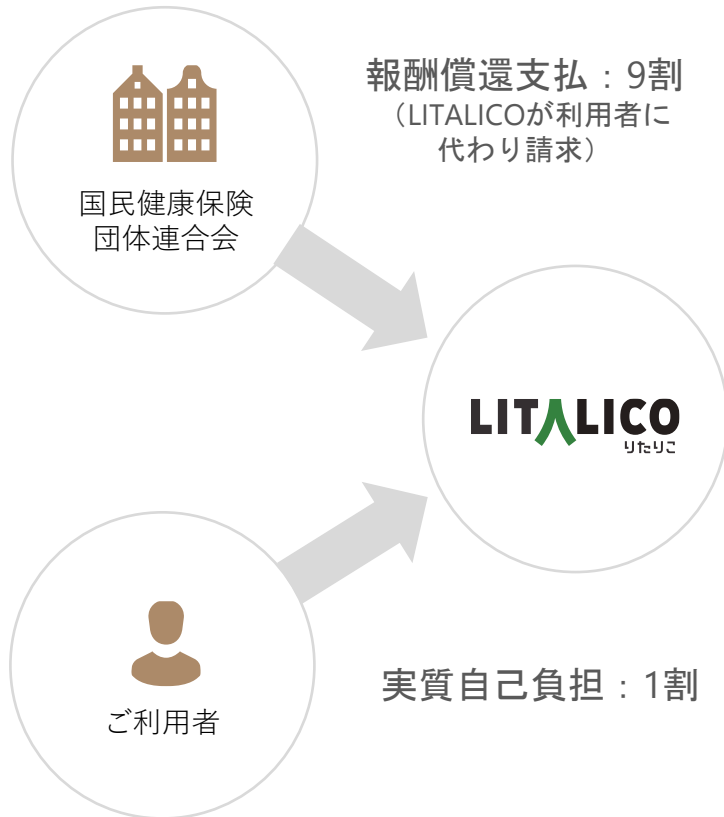 報酬償還支払：9割
（LITALICOが利用者に
代わり請求）
国民健康保険
団体連合会
LITALICO
りたりこ
ご利用者
実質自己負担：1割